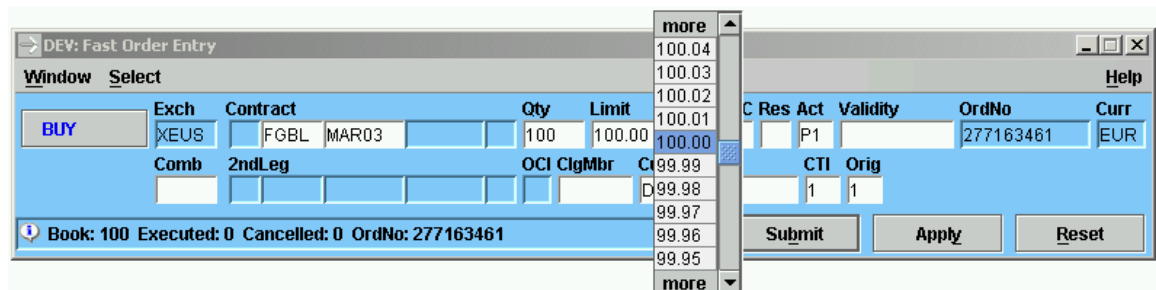 more
DEV: Fast Order Entry
100.04
Window Select Help
100.03
Exch Contract Qty Limit 100.02 C Res Act Validity OrdNo Curr
100.01
BUY XEUS FGBL MAR03 100 100.00 P1 277163461 EUR
100.00
Comb 2ndLeg OCI ClgMbr 99.99 CTI Orig
99.98 1 1
99.97
Book: 100 Executed: 0 Cancelled: 0 OrdNo: 277163461 99.96 Submit Apply Reset
99.95
more